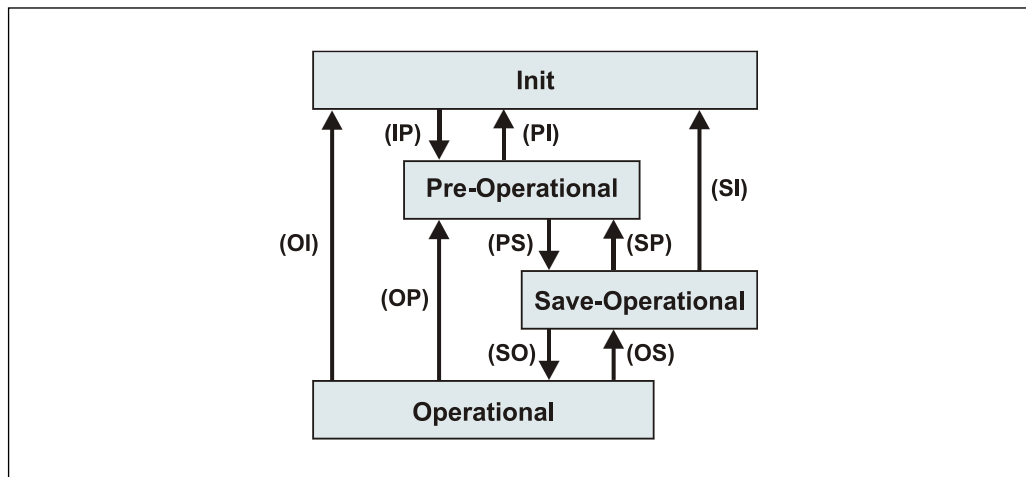 Init
(IP)
(PI)
Pre-Operational
(SI)
(OI)
(PS)
(SP)
(OP)
Save-Operational
(SO)
(OS)
Operational